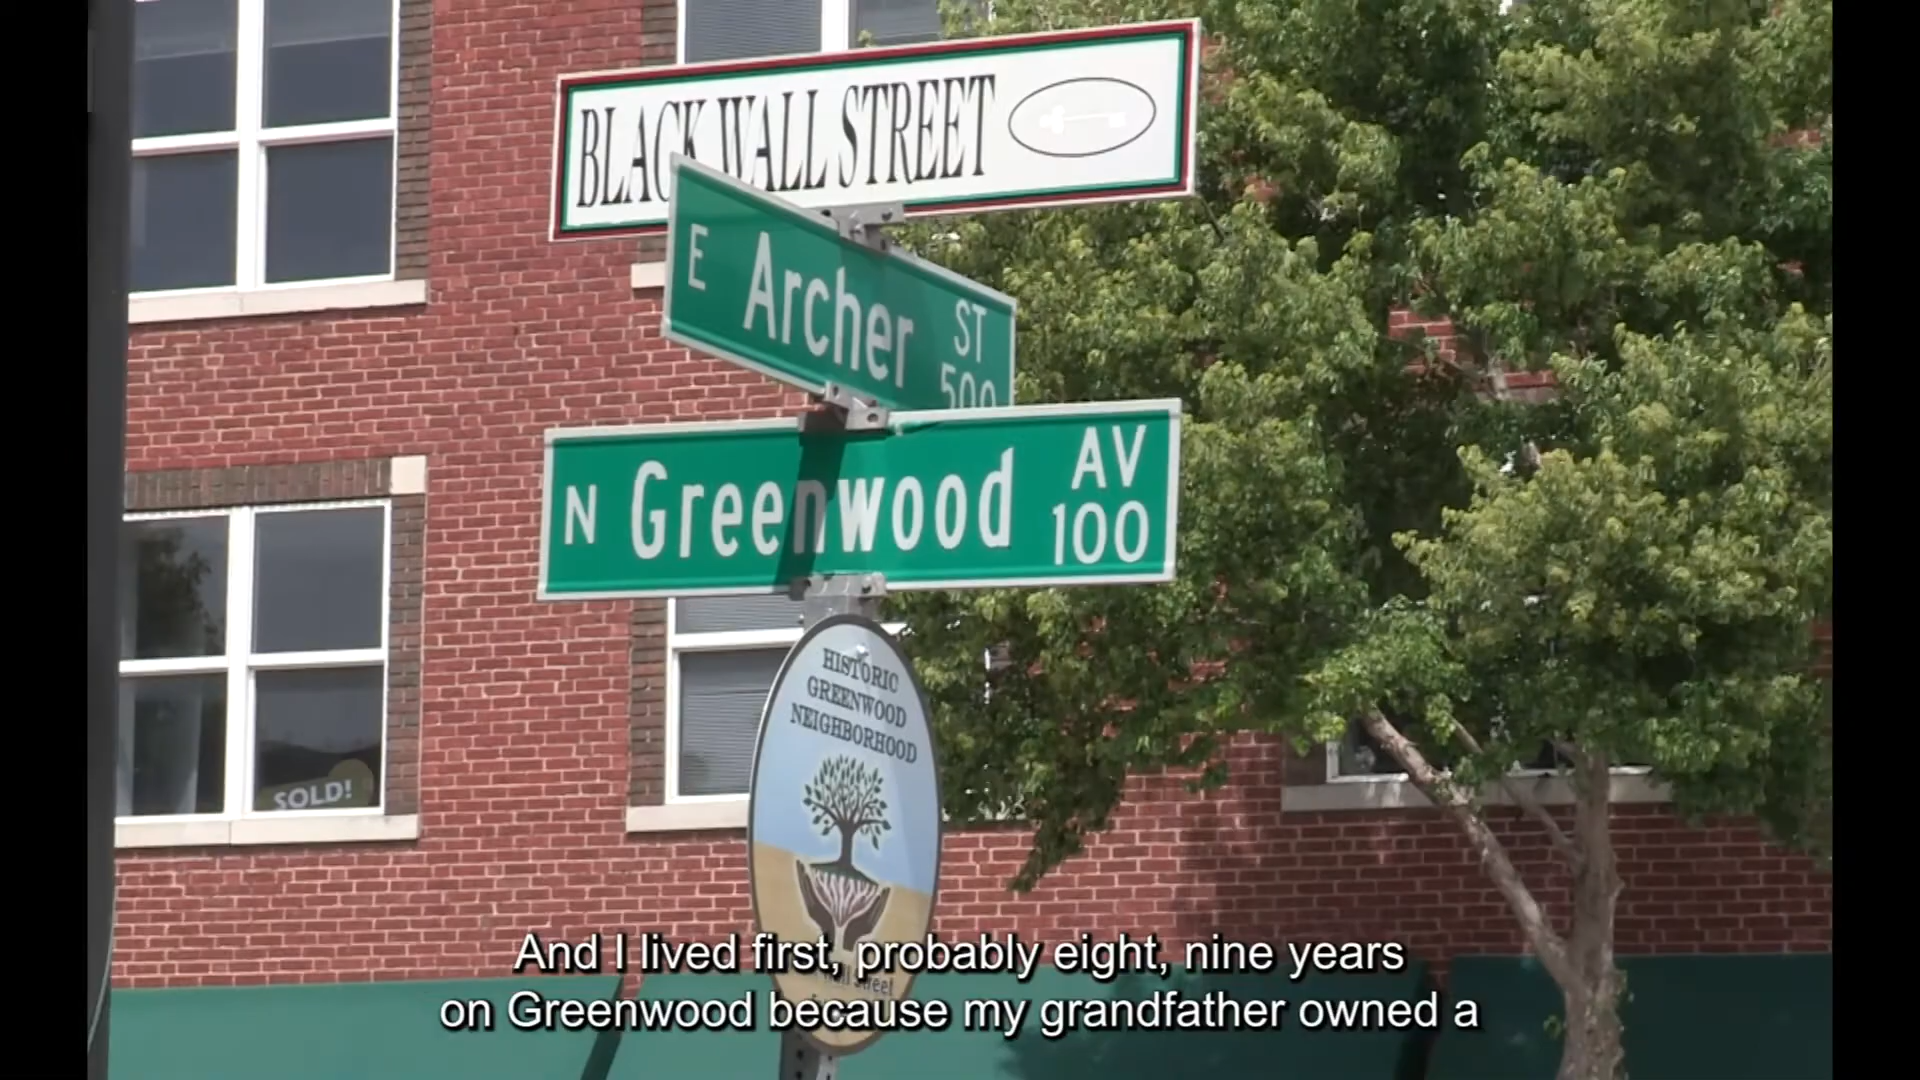 BLACK WALL STREET
E Archer ST
500
N Greenwood AV
100
HISTORIC
GREENWOOD
NEIGHBORHOOD
SOLD!
And I lived first, probably eight, nine years
on Greenwood because my grandfather owned a